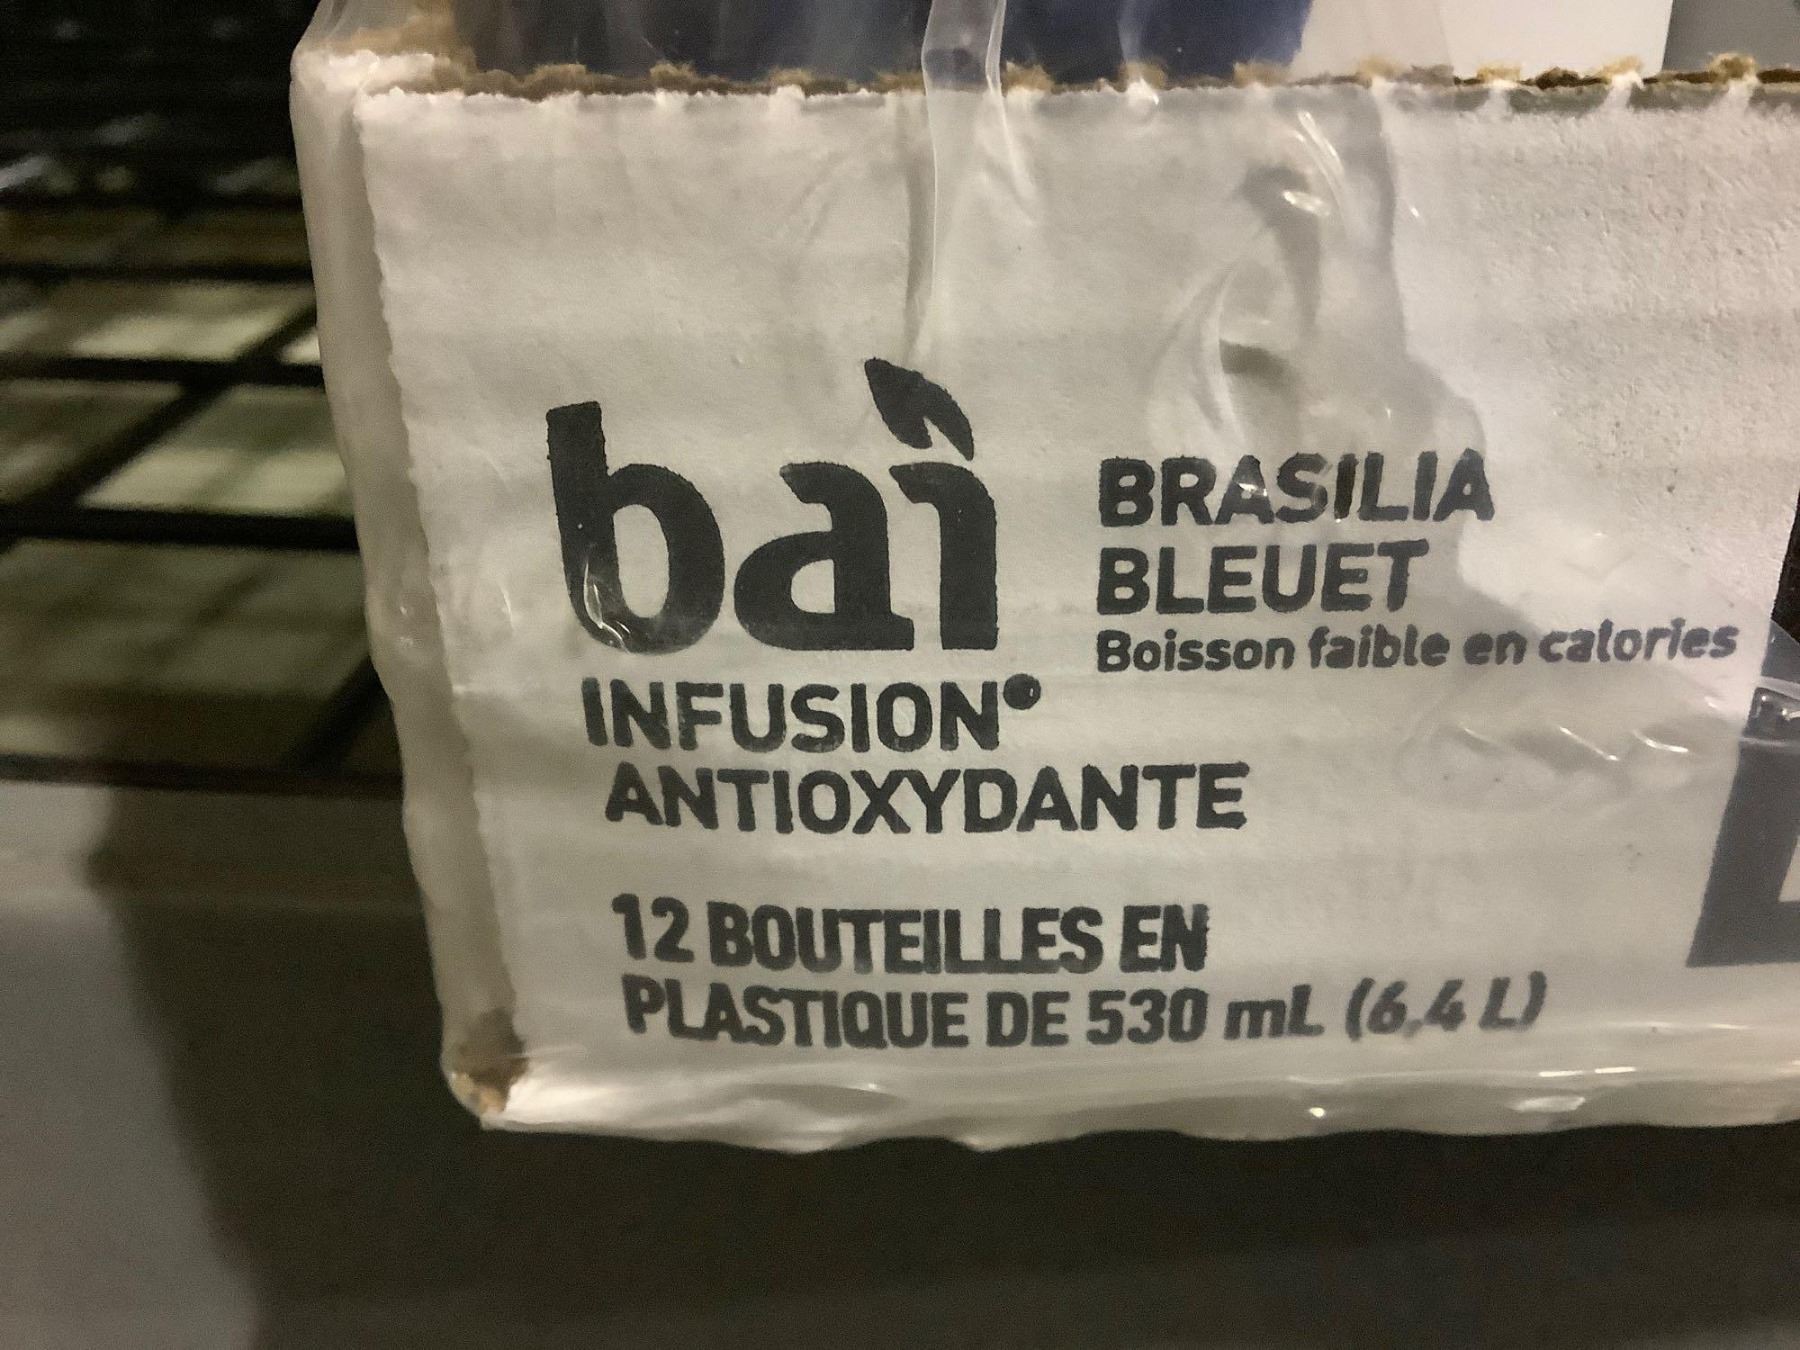 bai
BRASILIA
BLEUET
Boisson faible en calories
INFUSION®
ANTIOXYDANTE
12 BOUTEILLES EN
PLASTIQUE DE 530 mL (6,4 L)